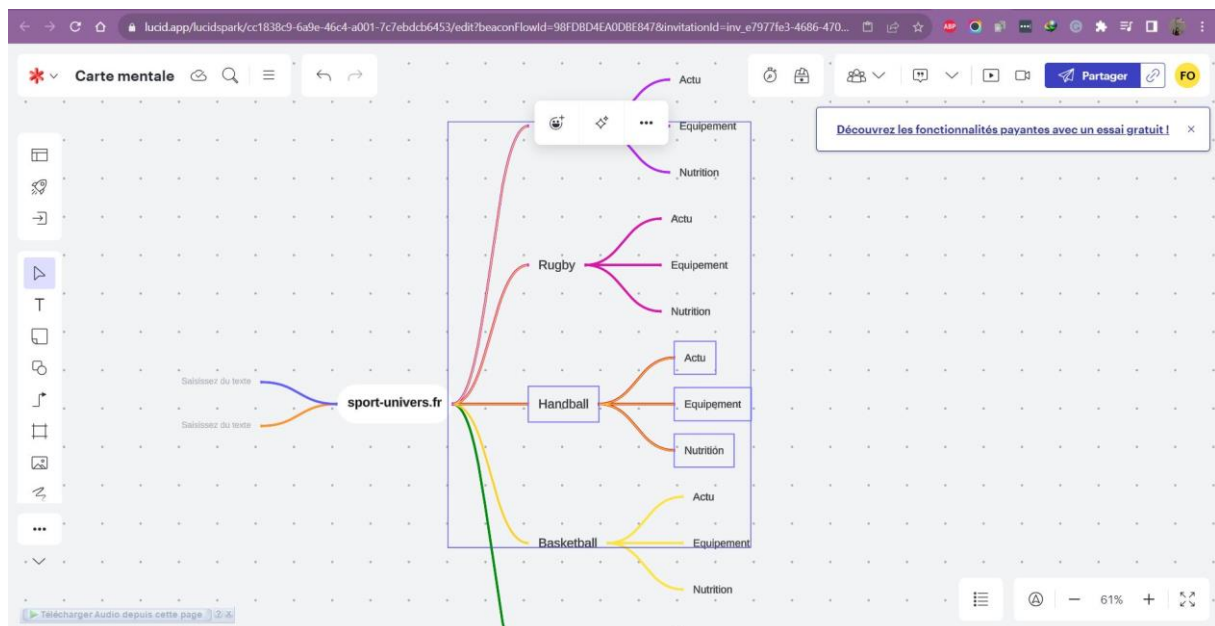 lucid.app/lucidspark/cc1838c9-6a9e-46c4-a001-7c7ebdcb6453/edit?beaconFlowId=98FDBD4EA0DBE847&invitationId=inv_e7977fe3-4686-470...
Carte mentale
Partager
FO
Découvrez les fonctionnalités payantes avec un essai gratuit !
Actu
Equipement
Nutrition
Actu
Rugby
Equipement
Nutrition
Saisissez du texte
sport-univers.fr
Saisissez du texte
Actu
Handball
Equipement
Nutrition
Actu
Basketball
Equipement
Nutrition
Télécharger Audio depuis cette page
61%